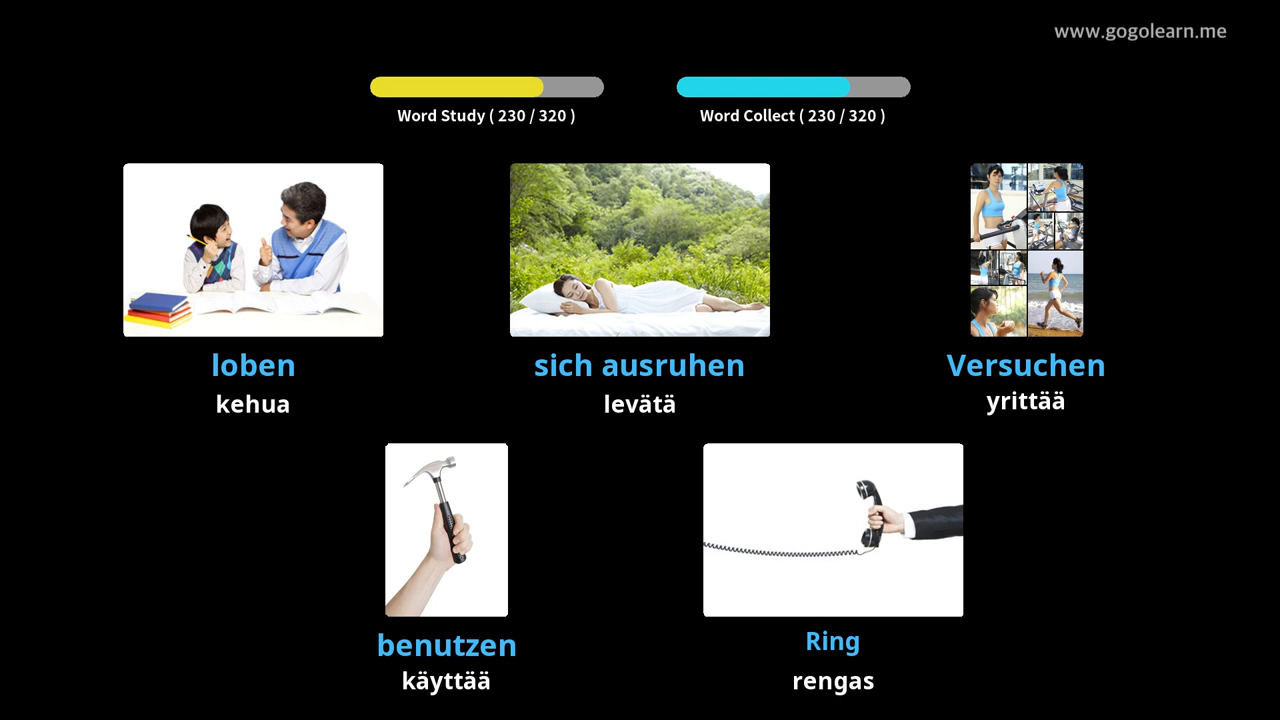 www.gogolearn.me
Word Study ( 230 / 320 )
Word Collect ( 230 / 320 )
loben
kehua
sich ausruhen
levätä
Versuchen
yrittää
benutzen
käyttää
Ring
rengas